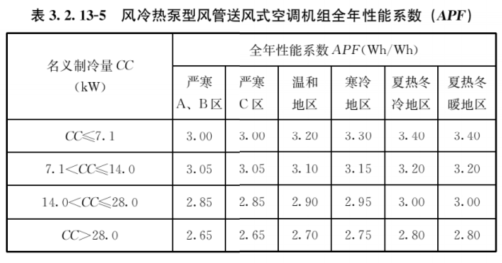 表 3.2.13-5 风冷热泵型风管送风式空调机组全年性能系数（APF）
名义制冷量 CC
（kW）
全年性能系数 APF(Wh/Wh)
严寒
A、B区
严寒
C区
温和
地区
寒冷
地区
夏热冬
冷地区
夏热冬
暖地区
CC≤7.1 3.00 3.00 3.20 3.30 3.40 3.40
7.1<CC≤14.0 3.05 3.05 3.10 3.15 3.20 3.20
14.0<CC≤28.0 2.85 2.85 2.90 2.95 3.00 3.00
CC>28.0 2.65 2.65 2.70 2.75 2.80 2.80